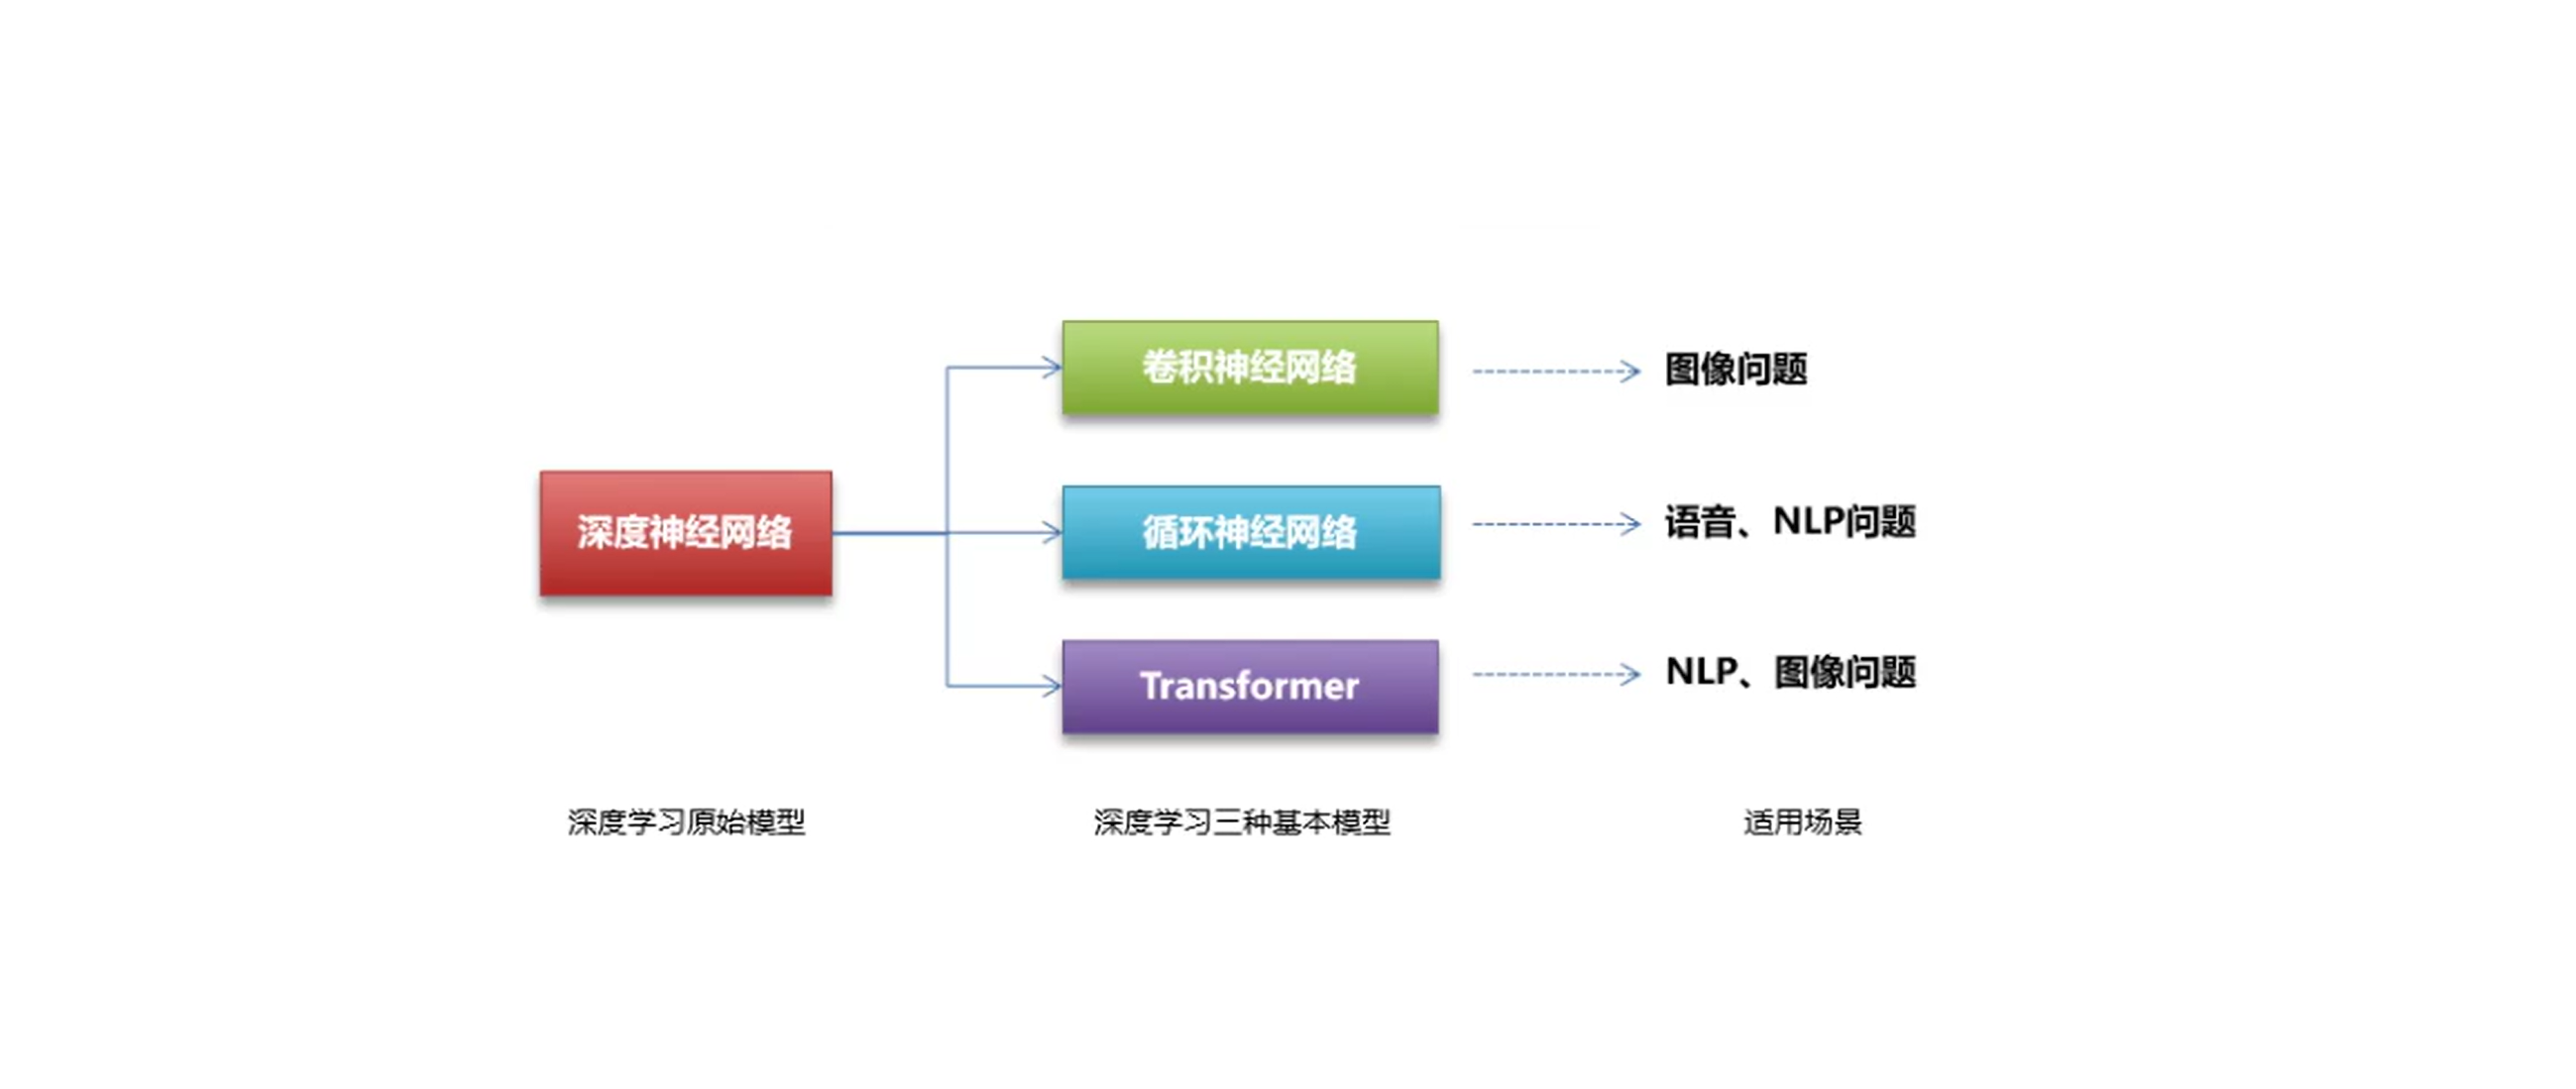 卷积神经网络
图像问题
深度神经网络
循环神经网络
语音、NLP问题
Transformer
NLP、图像问题
深度学习原始模型
深度学习三种基本模型
适用场景